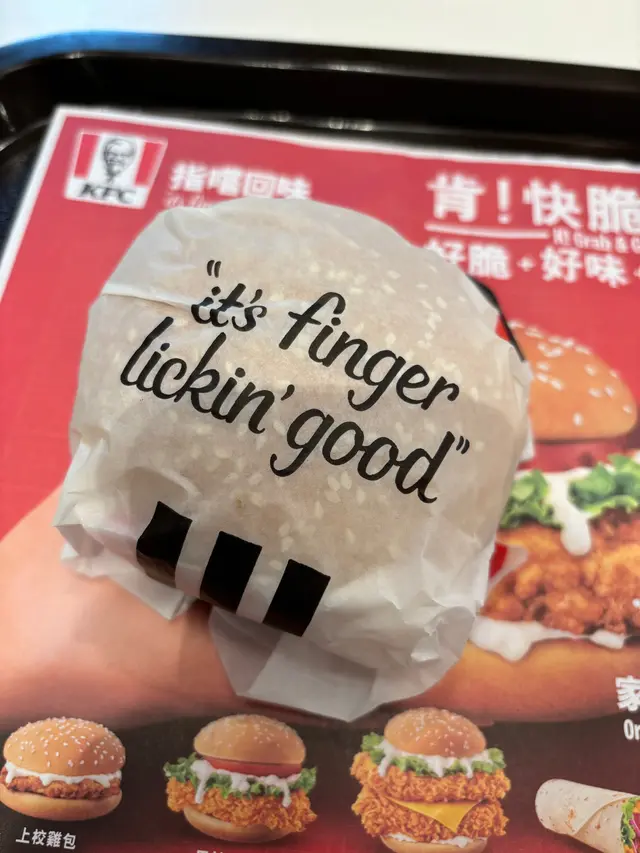 KFC
指嚐回味
肯！快脆
好脆+好味
"it's finger
lickin' good"
家
上校雞包